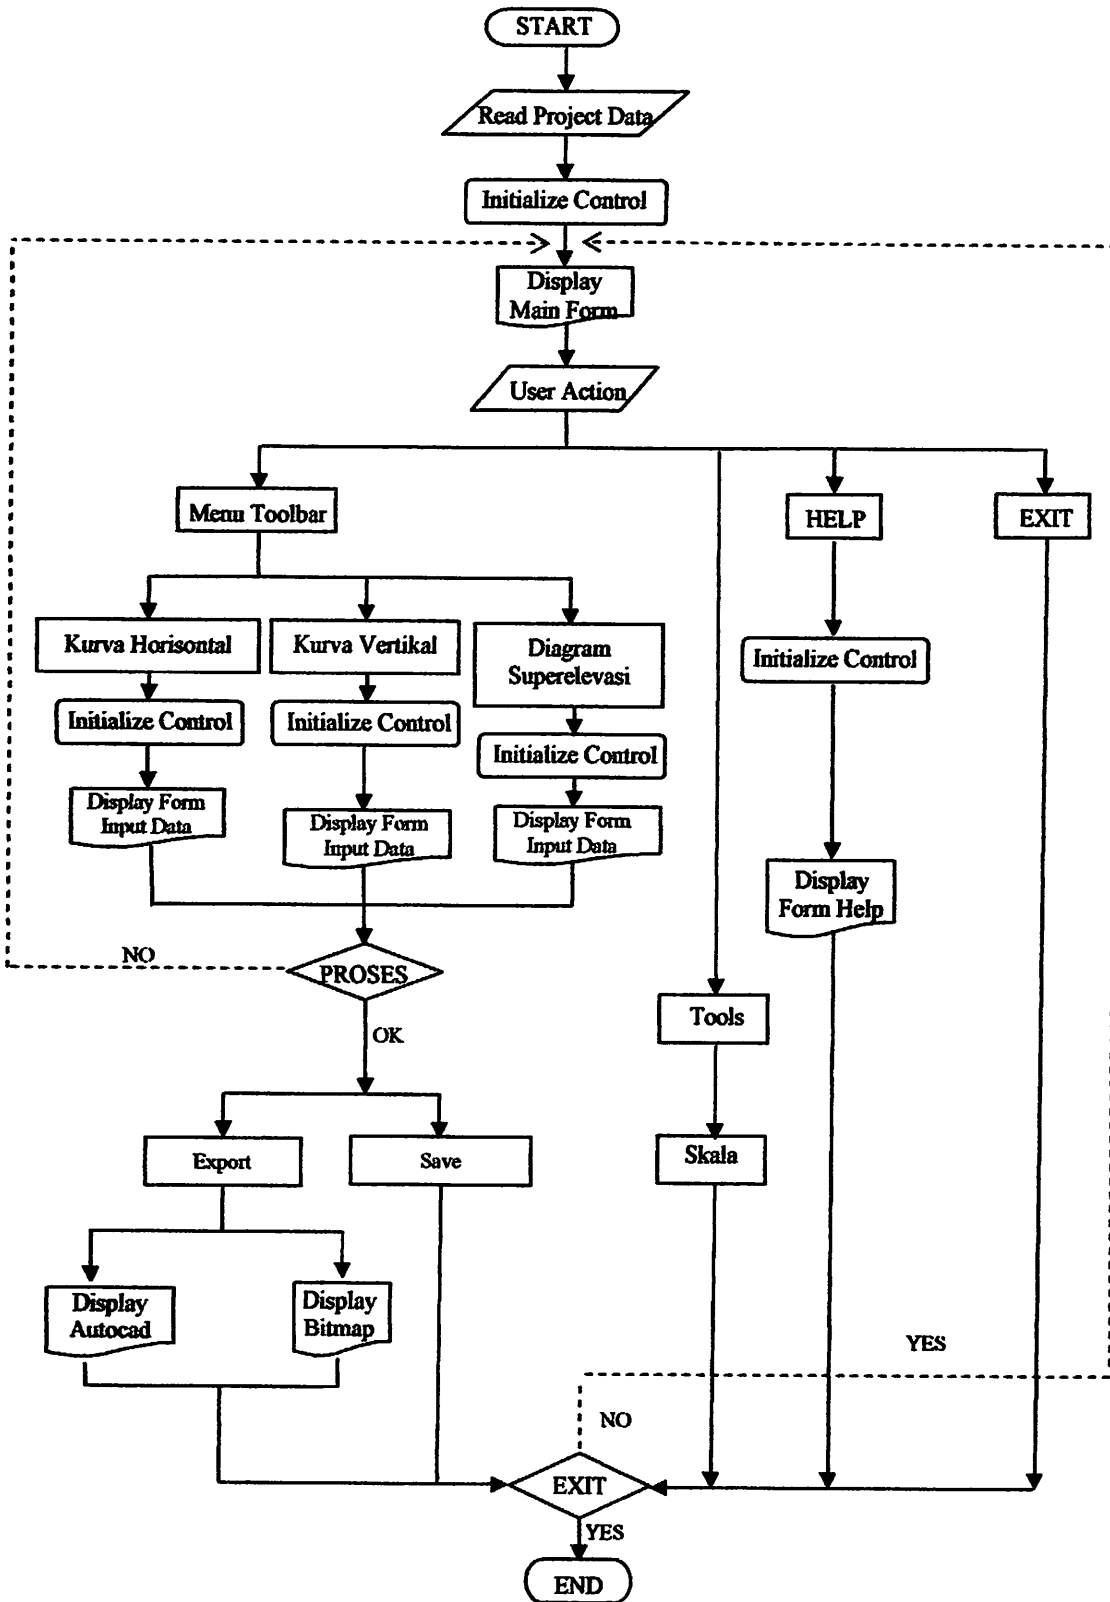 START
Read Project Data
Initialize Control
Display
Main Form
User Action
Menu Toolbar
HELP
EXIT
Kurva Horisontal
Kurva Vertikal
Diagram
Superelevasi
Initialize Control
Initialize Control
Initialize Control
Initialize Control
Display Form
Input Data
Display Form
Input Data
Display Form
Input Data
Display
Form Help
NO
PROSES
OK
Tools
Export
Save
Skala
Display
Autocad
Display
Bitmap
YES
NO
EXIT
YES
END